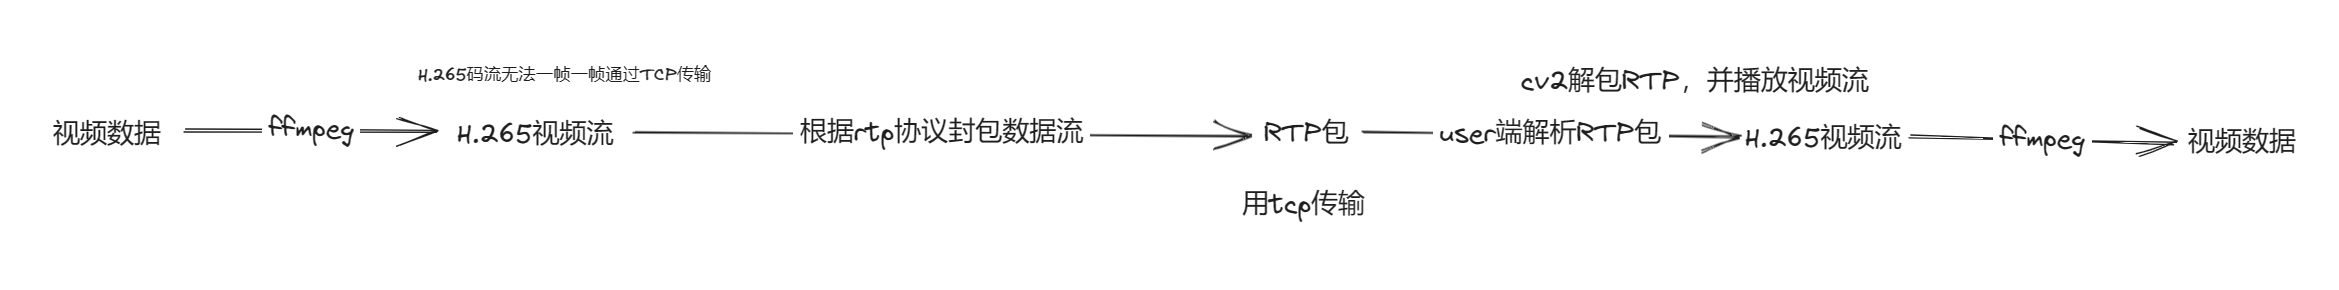 H.265码流无法一帧一帧通过TCP传输
cv2解包RTP，并播放视频流
视频数据
ffmpeg
H.265视频流
根据rtp协议封包数据流
RTP包
user端解析RTP包
H.265视频流
ffmpeg
视频数据
用tcp传输